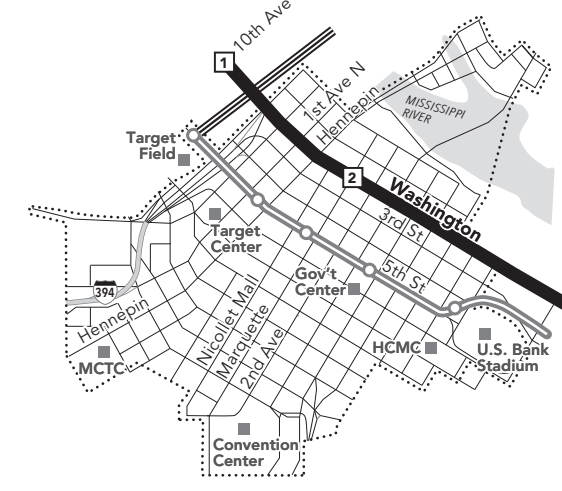 10th Ave
1
1st Ave N
Hennepin
MISSISSIPPI
RIVER
Target
Field
2
Washington
3rd St
Target
Center
5th St
Gov't
Center
394
Hennepin
Nicollet Mall
Marquette
2nd Ave
MCTC
HCMC
U.S. Bank
Stadium
Convention
Center